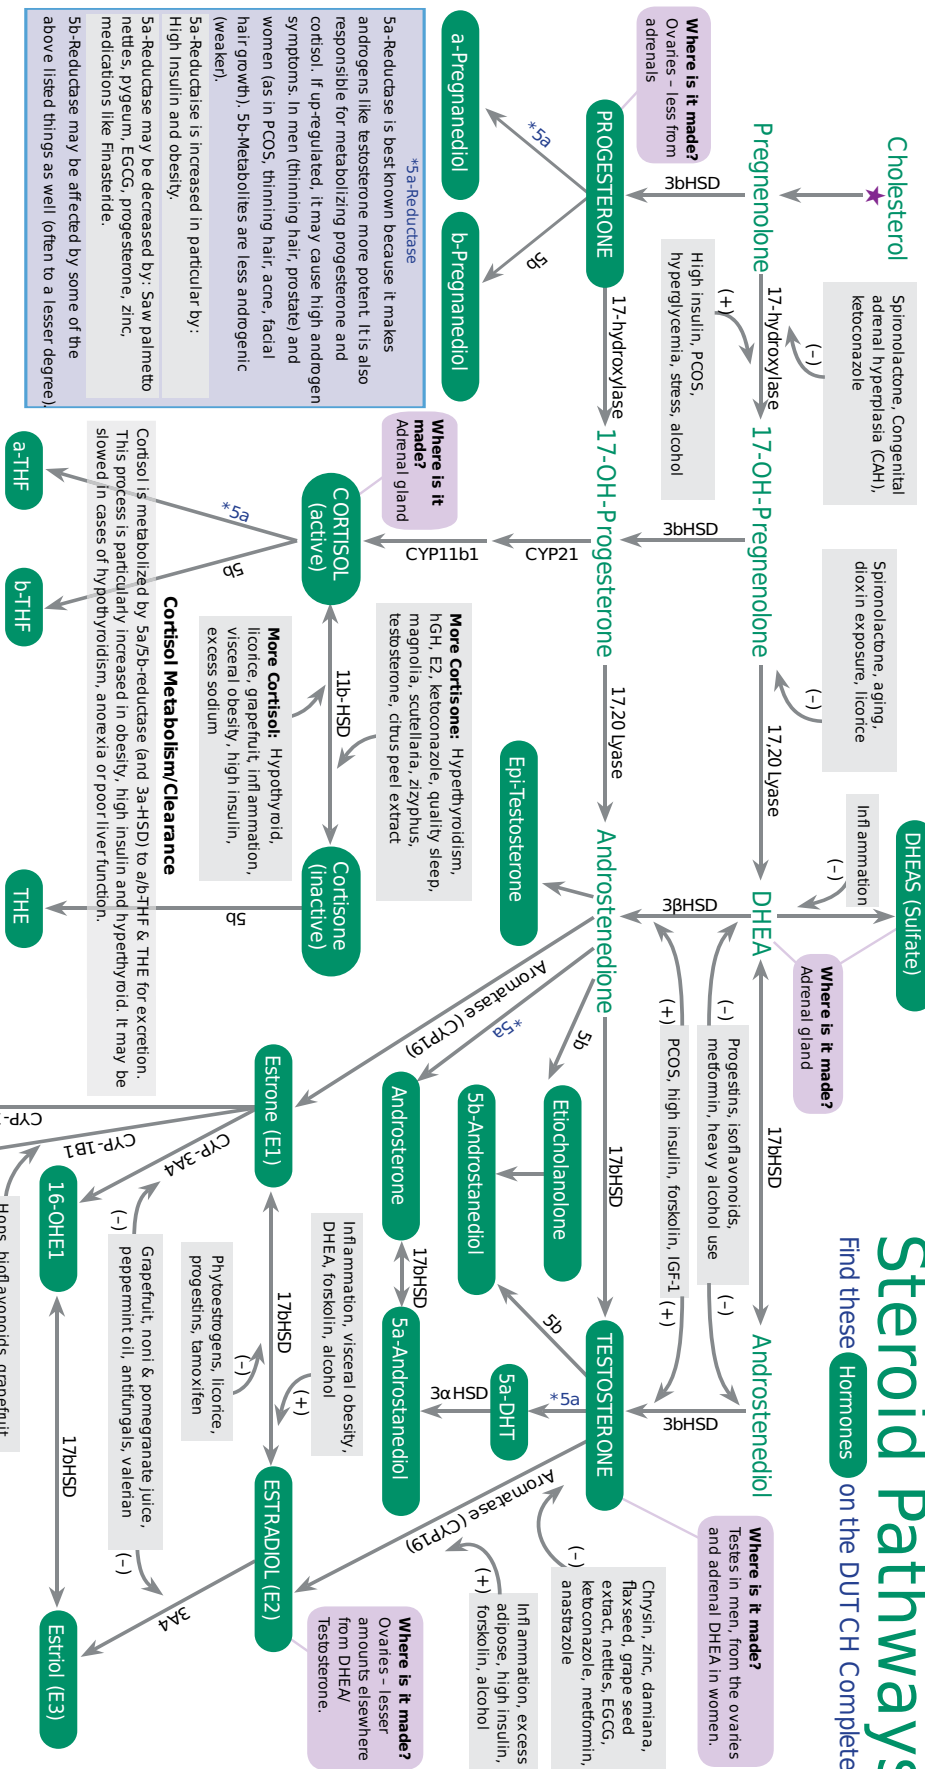 Steroid Pathways
Find these Hormones on the DUTCH Complete
Cholesterol
Pregnenolone
17-hydroxylase
17-OH-Pregnenolone
17,20 Lyase
DHEA
17bHSD
Androstenediol
DHEAS (Sulfate)
Spironolactone, Congenital
adrenal hyperplasia (CAH),
ketoconazole
(-)
Spironolactone, aging,
dioxin exposure, licorice
(-)
Inflammation
(-)
Where is it made?
Adrenal gland
Where is it made?
Ovaries – less from
adrenals
3bHSD
(+)
High insulin, PCOS,
hyperglycemia, stress, alcohol
3bHSD
3βHSD
(-)
Progestins, isoflavonoids,
metfomin, heavy alcohol use
(-)
(+)
PCOS, high insulin, forskolin, IGF-1
(+)
3bHSD
Where is it made?
Testes in men, from the ovaries
and adrenal DHEA in women.
PROGESTERONE
17-hydroxylase
17-OH-Progesterone
17,20 Lyase
Androstenedione
17bHSD
TESTOSTERONE
*5a
5b
a-Pregnanediol
b-Pregnanediol
CYP21
CYP11b1
Epi-Testosterone
5b
Etiocholanolone
5b-Androstanediol
5b
*5a
5a-DHT
3αHSD
*5a
Androsterone
17bHSD
5a-Androstanediol
Aromatase (CYP19)
Aromatase (CYP19)
(-)
Chrysin, zinc, damiana,
flaxseed, grape seed
extract, nettles, EGCG,
ketoconazole, metformin,
anastrazole
(+)
Inflammation, excess
adipose, high insulin,
forskolin, alcohol
*5a-Reductase
5a-Reductase is best known because it makes
androgens like testosterone more potent. It is also
responsible for metabolizing progesterone and
cortisol. If up-regulated, it may cause high androgen
symptoms. In men (thinning hair, prostate) and
women (as in PCOS, thinning hair, acne, facial
hair growth). 5b-Metabolites are less androgenic
(weaker).
5a-Reductaise is increased in particular by:
High Insulin and obesity.
5a-Reductase may be decreased by: Saw palmetto
nettles, pygeum, EGCG, progesterone, zinc,
medications like Finasteride.
5b-Reductase may be affected by some of the
above listed things as well (often to a lesser degree).
Where is it
made?
Adrenal gland
CORTISOL
(active)
11b-HSD
Cortisone
(inactive)
More Cortisone: Hyperthyroidism,
hGH, E2, ketoconazole, quality sleep,
magnolia, scutellaria, zizyphus,
testosterone, citrus peel extract
More Cortisol: Hypothyroid,
licorice, grapefruit, inflammation,
visceral obesity, high insulin,
excess sodium
*5a
5b
5b
Cortisol Metabolism/Clearance
Cortisol is metabolized by 5a/5b-reductase (and 3a-HSD) to a/b-THF & THE for excretion.
This process is particularly increased in obesity, high insulin and hyperthyroid. It may be
slowed in cases of hypothyroidism, anorexia or poor liver function.
a-THF
b-THF
THE
Estrone (E1)
17bHSD
ESTRADIOL (E2)
Inflammation, visceral obesity,
DHEA, forskolin, alcohol
(+)
(-)
Phytoestrogens, licorice,
progestins, tamoxifen
Where is it made?
Ovaries – lesser
amounts elsewhere
from DHEA/
Testosterone.
CYP-3A4
CYP-1B1
3A4
(-)
Grapefruit, noni & pomegranate juice,
peppermint oil, antifungals, valerian
(-)
16-OHE1
17bHSD
Estriol (E3)